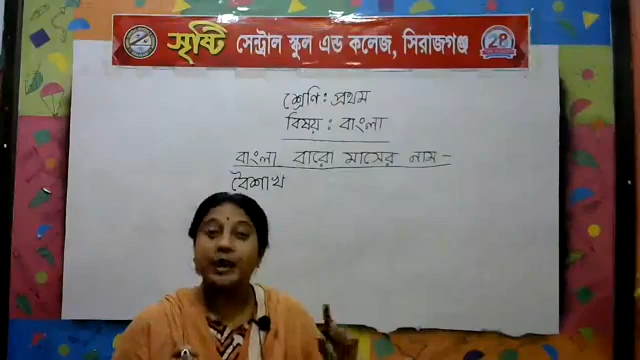 সৃষ্টি সেন্ট্রাল স্কুল এন্ড কলেজ, সিরাজগঞ্জ
শ্রেণি : প্রথম
বিষয় : বাংলা
বাংলা বারো মাসের নাম -
বৈশাখ